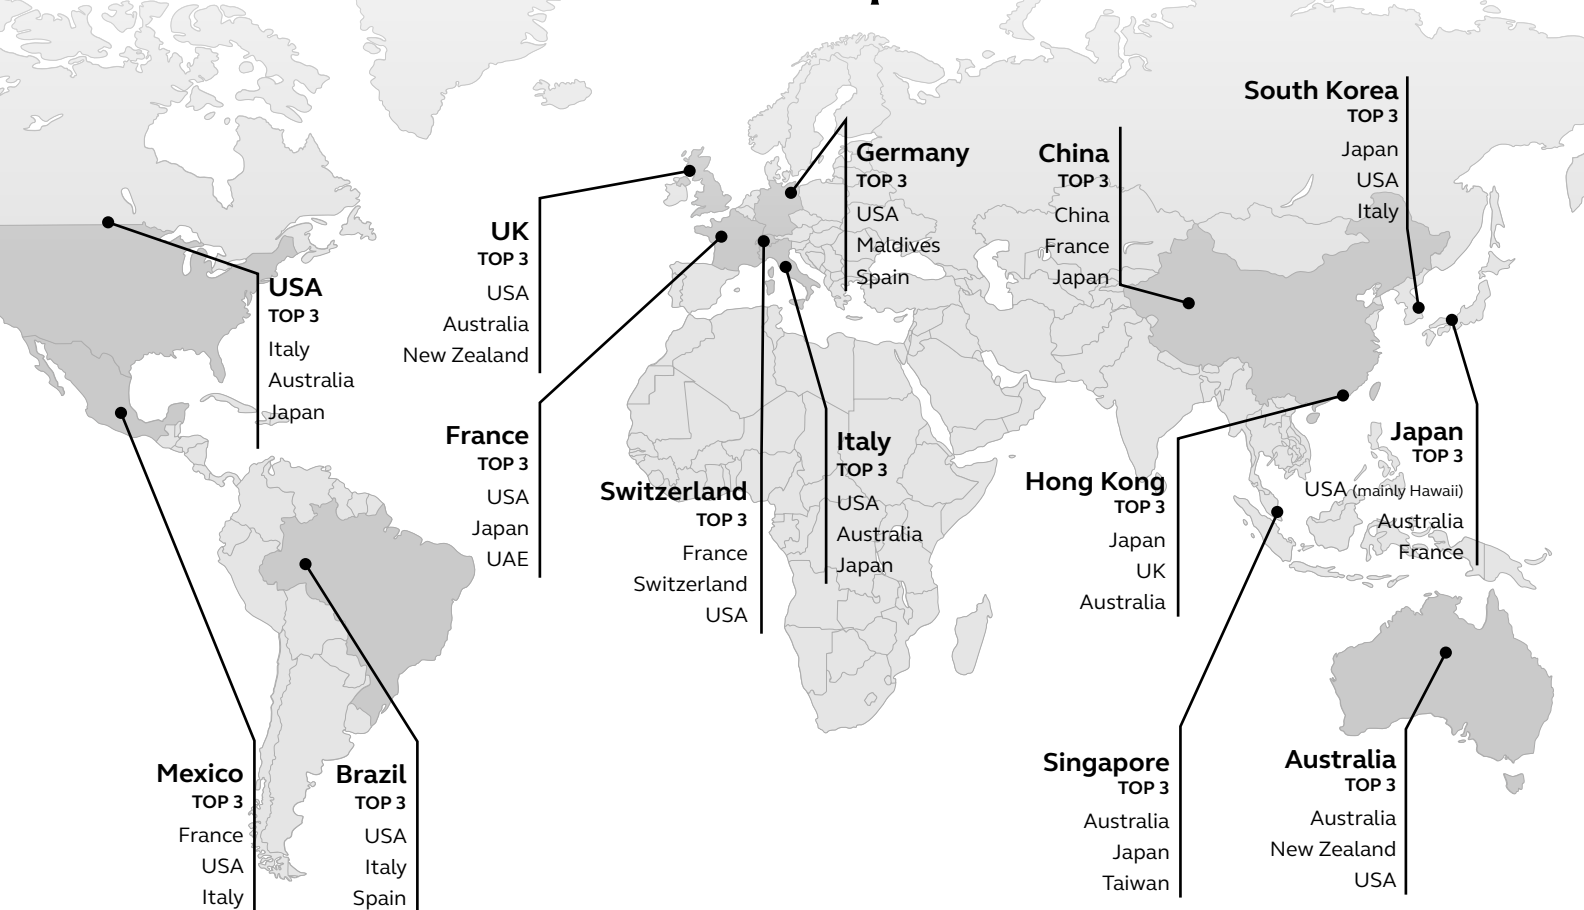 South Korea
TOP 3
Japan
USA
Italy
Germany
TOP 3
USA
Maldives
Spain
China
TOP 3
China
France
Japan
UK
TOP 3
USA
Australia
New Zealand
USA
TOP 3
Italy
Australia
Japan
France
TOP 3
USA
Japan
UAE
Switzerland
TOP 3
France
Switzerland
USA
Italy
TOP 3
USA
Australia
Japan
Hong Kong
TOP 3
Japan
UK
Australia
Japan
TOP 3
USA (mainly Hawaii)
Australia
France
Mexico
TOP 3
France
USA
Italy
Brazil
TOP 3
USA
Italy
Spain
Singapore
TOP 3
Australia
Japan
Taiwan
Australia
TOP 3
Australia
New Zealand
USA